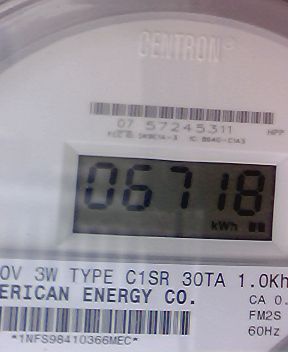 CENTRON®
07 57245311
HPP
06718
kWh
0V 3W TYPE C1SR 30TA 1.0Kh
ERICAN ENERGY CO.
CA 0.
FM2S
60Hz
*1NFS98410366MEC*